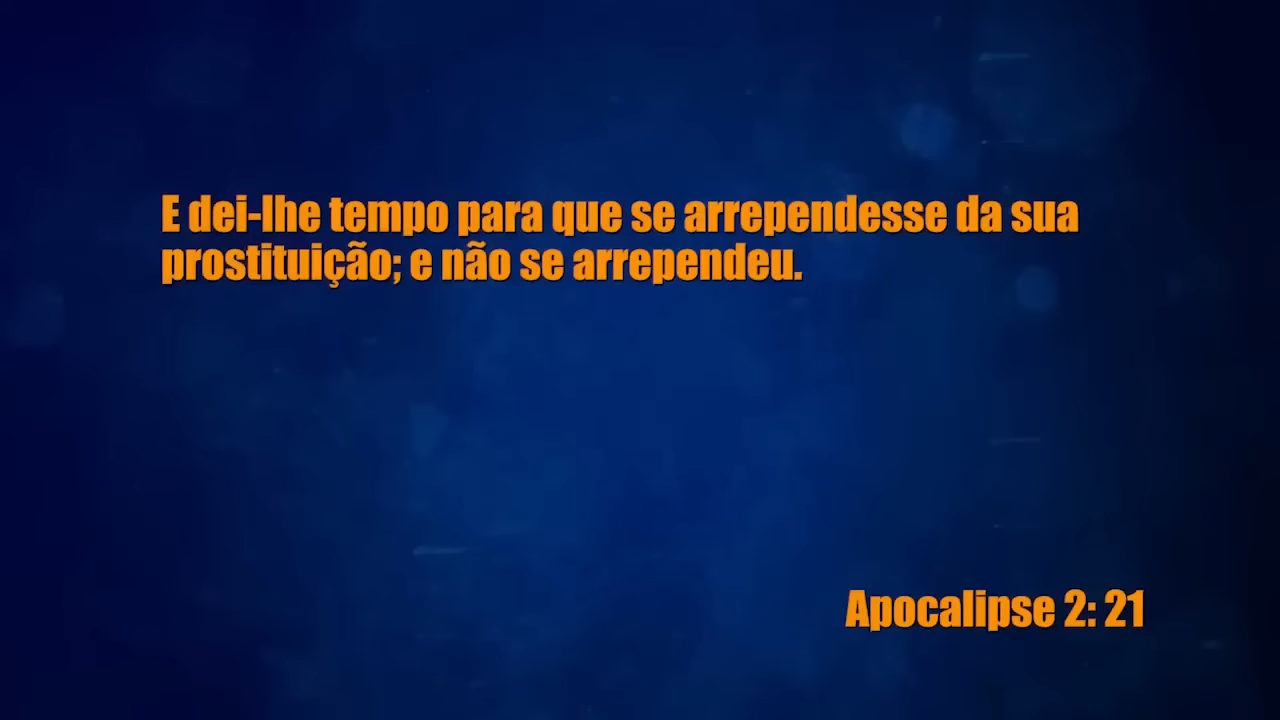 E dei-lhe tempo para que se arrependesse da sua
prostituição; e não se arrependeu.
Apocalipse 2: 21